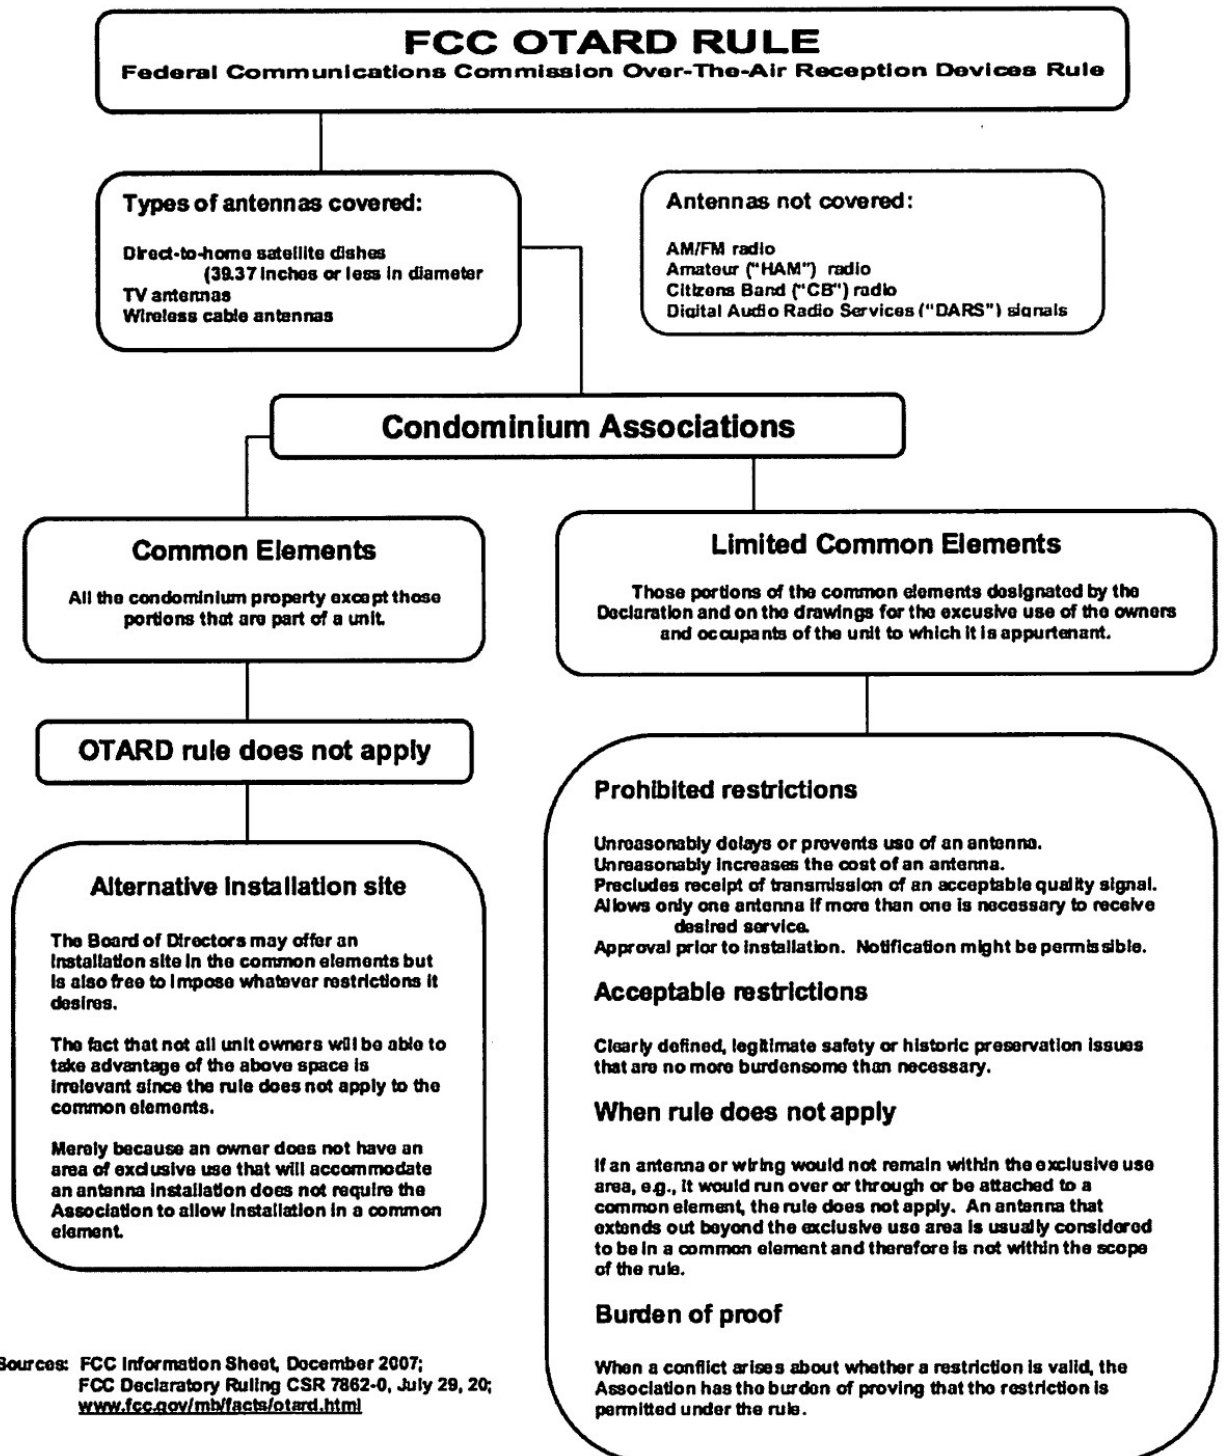 FCC OTARD RULE
Federal Communications Commission Over-The-Air Reception Devices Rule
Types of antennas covered:
Direct-to-home satellite dishes
(39.37 inches or less in diameter
TV antennas
Wireless cable antennas
Antennas not covered:
AM/FM radio
Amateur ("HAM") radio
Citizens Band ("CB") radio
Digital Audio Radio Services ("DARS") signals
Condominium Associations
Common Elements
All the condominium property except those
portions that are part of a unit.
Limited Common Elements
Those portions of the common elements designated by the
Declaration and on the drawings for the excusive use of the owners
and occupants of the unit to which it is appurtenant.
OTARD rule does not apply
Alternative Installation site
The Board of Directors may offer an
installation site in the common elements but
is also free to impose whatever restrictions it
desires.
The fact that not all unit owners will be able to
take advantage of the above space is
irrelevant since the rule does not apply to the
common elements.
Merely because an owner does not have an
area of exclusive use that will accommodate
an antenna installation does not require the
Association to allow installation in a common
element.
Prohibited restrictions
Unreasonably delays or prevents use of an antenna.
Unreasonably increases the cost of an antenna.
Precludes receipt of transmission of an acceptable quality signal.
Allows only one antenna if more than one is necessary to receive
desired service.
Approval prior to installation. Notification might be permissible.
Acceptable restrictions
Clearly defined, legitimate safety or historic preservation issues
that are no more burdensome than necessary.
When rule does not apply
If an antenna or wiring would not remain within the exclusive use
area, e.g., it would run over or through or be attached to a
common element, the rule does not apply. An antenna that
extends out beyond the exclusive use area is usually considered
to be in a common element and therefore is not within the scope
of the rule.
Burden of proof
When a conflict arises about whether a restriction is valid, the
Association has the burden of proving that the restriction is
permitted under the rule.
Sources: FCC Information Sheet, December 2007;
FCC Declaratory Ruling CSR 7862-0, July 29, 20;
www.fcc.gov/mb/facts/otard.html